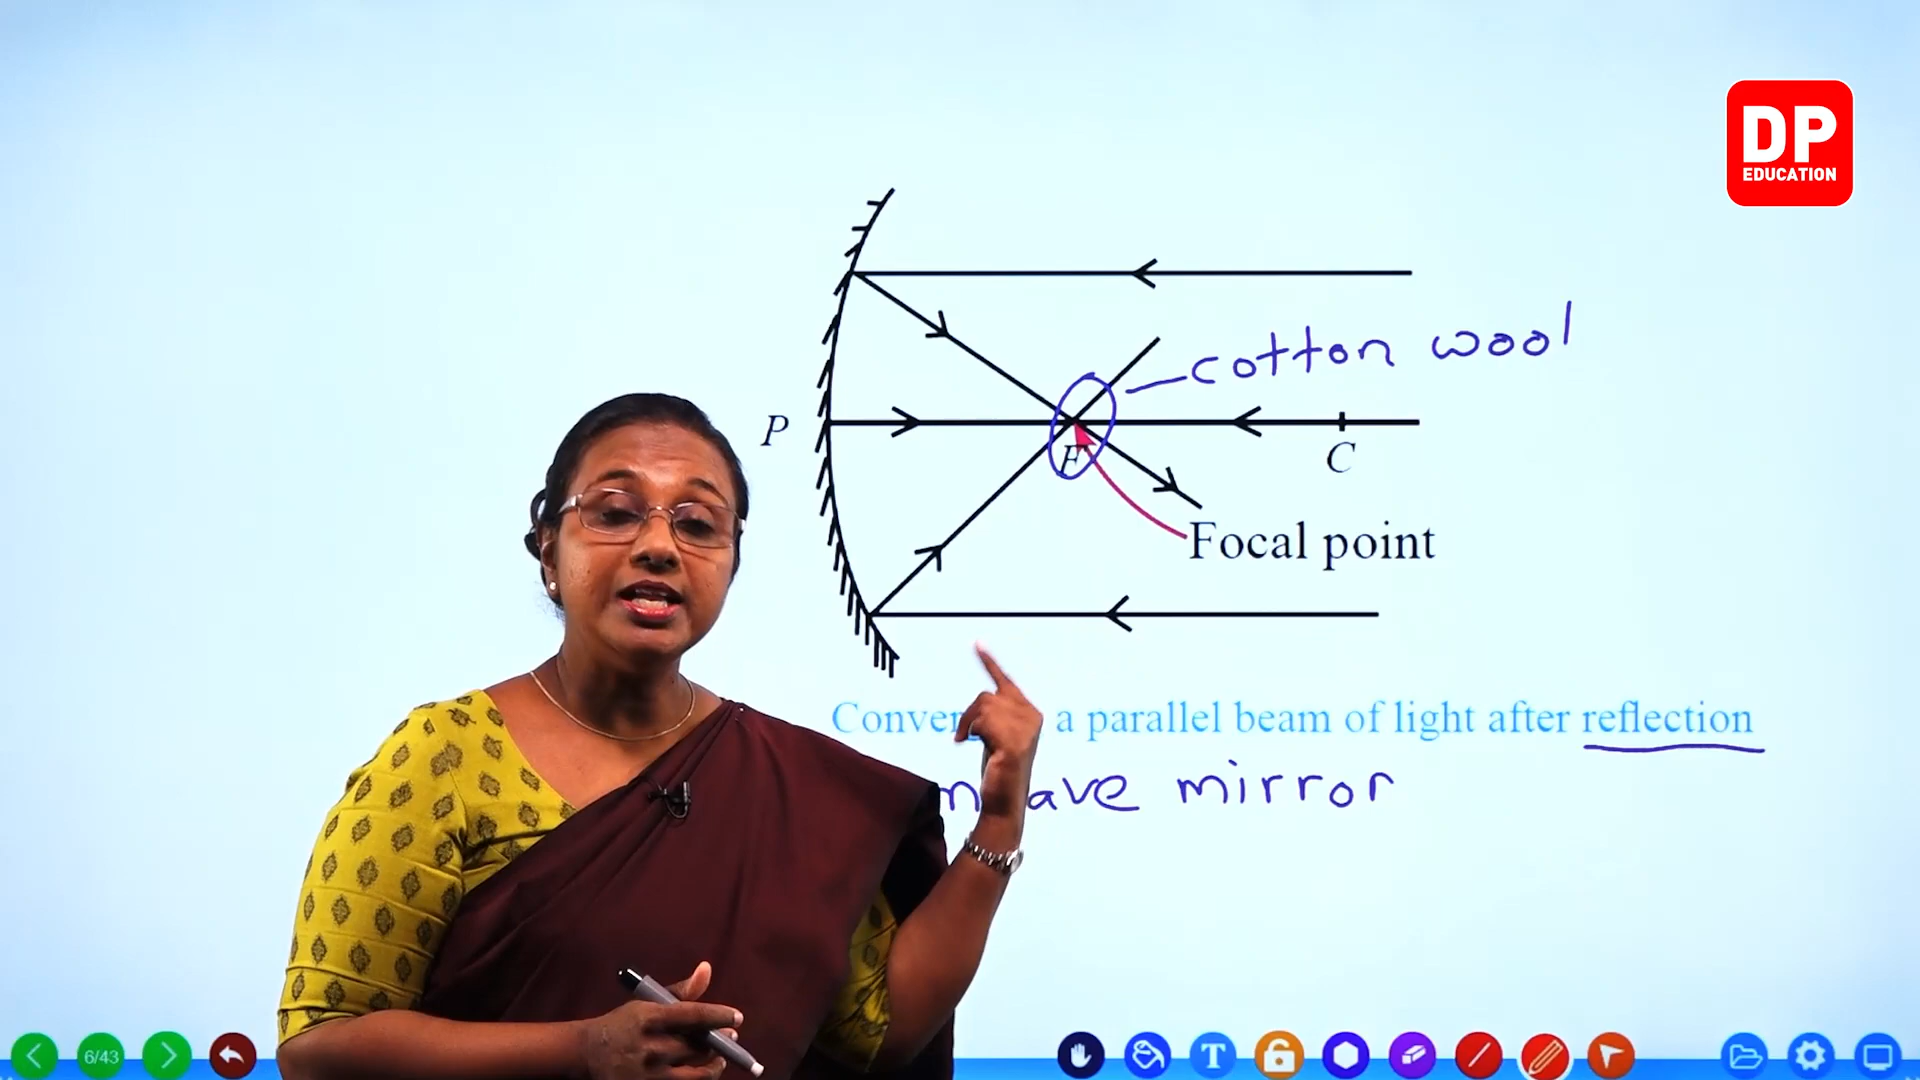 DP
EDUCATION
cotton wool
P
F
C
Focal point
a parallel beam of light after reflection
mirror
6/43
T